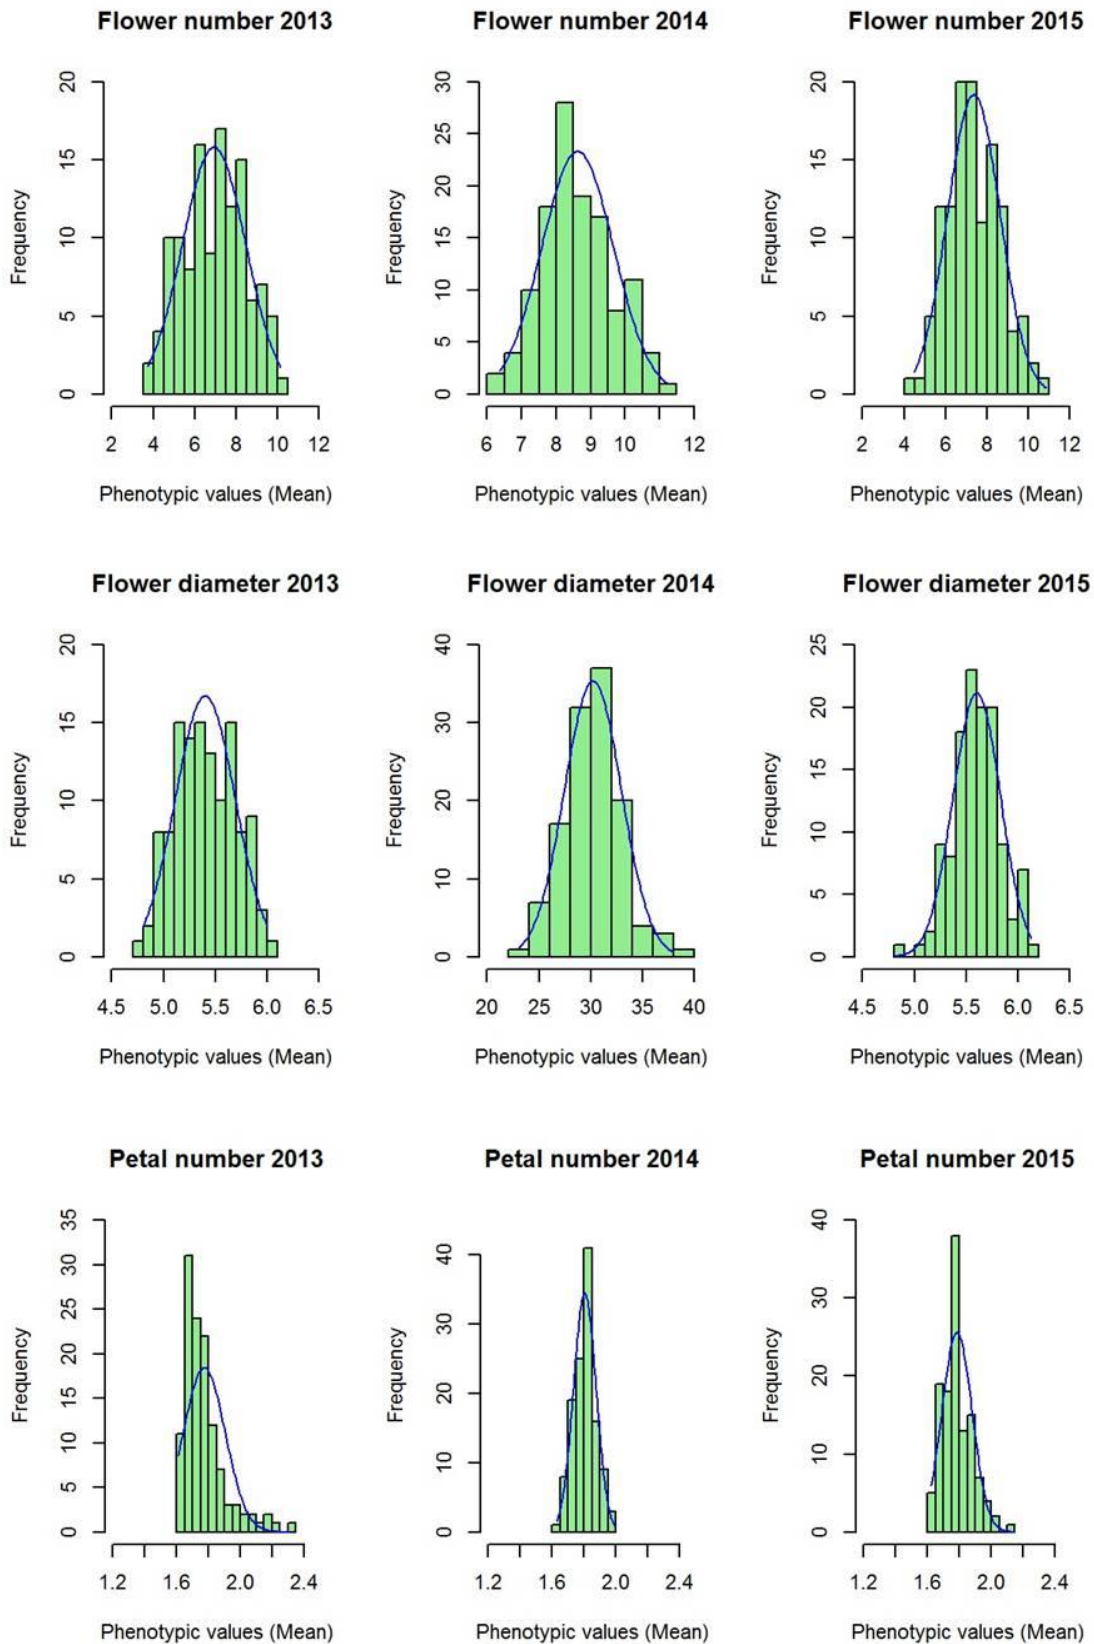 Flower number 2013 Flower number 2014 Flower number 2015
20 30 20
25
15 15
20
Frequency Frequency Frequency
10 15 10
10
5 5
5
0 0 0
2 4 6 8 10 12 6 7 8 9 10 12 2 4 6 8 10 12
Phenotypic values (Mean) Phenotypic values (Mean) Phenotypic values (Mean)
Flower diameter 2013 Flower diameter 2014 Flower diameter 2015
20 40 25
20
15 30
15
Frequency Frequency Frequency
10 20
10
5 10
5
0 0 0
4.5 5.0 5.5 6.0 6.5 20 25 30 35 40 4.5 5.0 5.5 6.0 6.5
Phenotypic values (Mean) Phenotypic values (Mean) Phenotypic values (Mean)
Petal number 2013 Petal number 2014 Petal number 2015
35 40
40
30
30
25 30
Frequency Frequency Frequency
20 20
20
15
10 10 10
5
0 0 0
1.2 1.6 2.0 2.4 1.2 1.6 2.0 2.4 1.2 1.6 2.0 2.4
Phenotypic values (Mean) Phenotypic values (Mean) Phenotypic values (Mean)